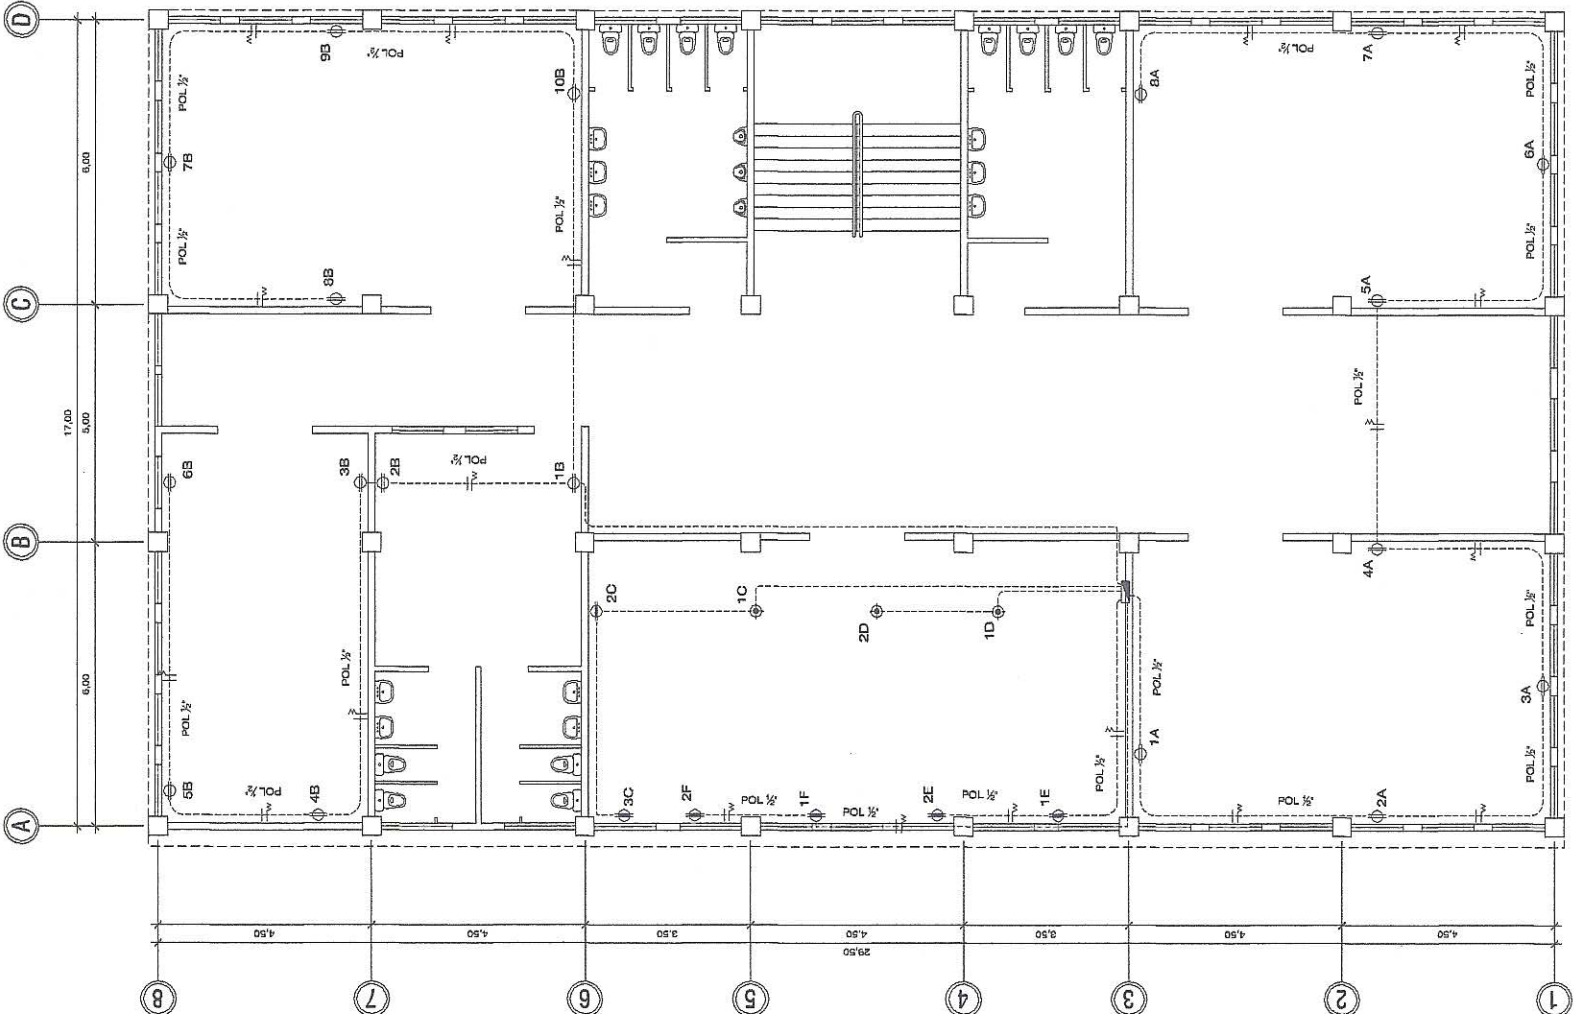 D
9B
POL ½"
10B
8A
POL ½"
7A
POL ½"
POL ½"
6,00
7B
6A
POL ½"
POL ½"
POL ½"
8B
5A
C
17,00
5,00
POL ½"
6B
3B
2B
POL ½"
1B
B
4A
2C
1C
2D
1D
POL ½"
6,00
POL ½"
POL ½"
3A
POL ½"
1A
5B
POL ½"
4B
3C
2F
POL ½"
1F
POL ½"
2E
POL ½"
1E
POL ½"
POL ½"
2A
POL ½"
A
4,50
4,50
3,50
4,50
3,50
4,50
4,50
29,50
8
7
6
5
4
3
2
1